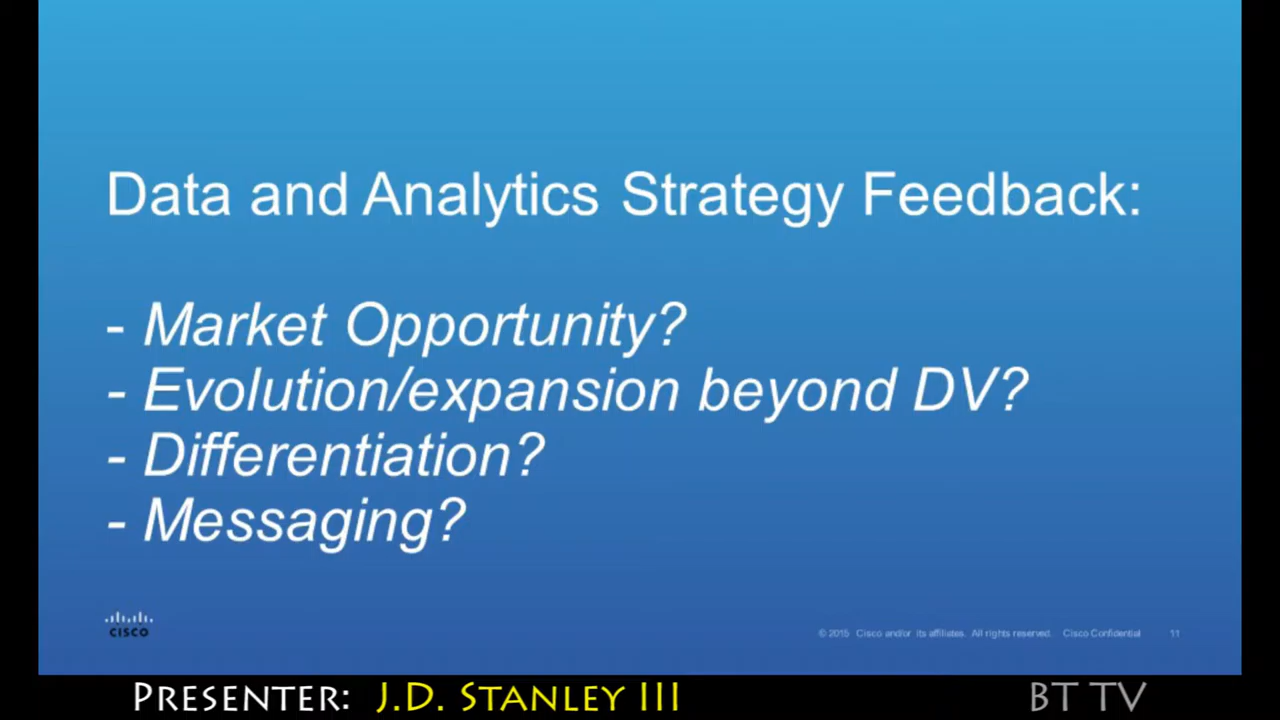 Data and Analytics Strategy Feedback:
- Market Opportunity?
- Evolution/expansion beyond DV?
- Differentiation?
- Messaging?
CISCO
© 2015 Cisco and/or its affiliates. All rights reserved. Cisco Confidential 11
PRESENTER: J.D. STANLEY III BT TV